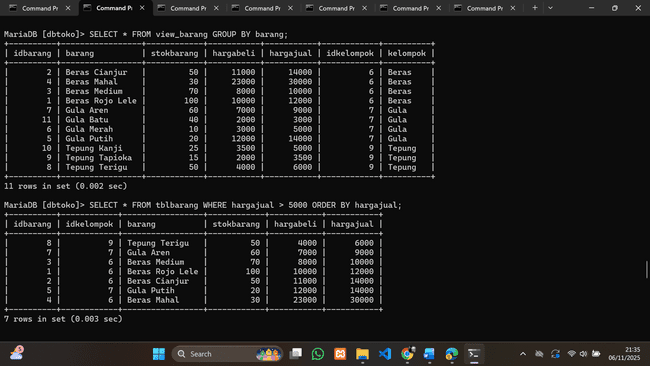 Command Pr Command Pr Command Pr Command Pr Command Pr Command Pr Command Pr
MariaDB [dbtoko]> SELECT * FROM view_barang GROUP BY barang;
+----------+------------------+------------+-----------+-----------+------------+----------+
| idbarang | barang | stokbarang | hargabeli | hargajual | idkelompok | kelompok |
+----------+------------------+------------+-----------+-----------+------------+----------+
| 2 | Beras Cianjur | 50 | 11000 | 14000 | 6 | Beras |
| 4 | Beras Mahal | 30 | 23000 | 30000 | 6 | Beras |
| 3 | Beras Medium | 70 | 8000 | 10000 | 6 | Beras |
| 1 | Beras Rojo Lele | 100 | 10000 | 12000 | 6 | Beras |
| 7 | Gula Aren | 60 | 7000 | 9000 | 7 | Gula |
| 11 | Gula Batu | 40 | 2000 | 3000 | 7 | Gula |
| 6 | Gula Merah | 10 | 3000 | 5000 | 7 | Gula |
| 5 | Gula Putih | 20 | 12000 | 14000 | 7 | Gula |
| 10 | Tepung Kanji | 25 | 3500 | 5000 | 9 | Tepung |
| 9 | Tepung Tapioka | 15 | 2000 | 3500 | 9 | Tepung |
| 8 | Tepung Terigu | 50 | 4000 | 6000 | 9 | Tepung |
+----------+------------------+------------+-----------+-----------+------------+----------+
11 rows in set (0.002 sec)
MariaDB [dbtoko]> SELECT * FROM tblbarang WHERE hargajual > 5000 ORDER BY hargajual;
+----------+------------+------------------+------------+-----------+-----------+
| idbarang | idkelompok | barang | stokbarang | hargabeli | hargajual |
+----------+------------+------------------+------------+-----------+-----------+
| 8 | 9 | Tepung Terigu | 50 | 4000 | 6000 |
| 7 | 7 | Gula Aren | 60 | 7000 | 9000 |
| 3 | 6 | Beras Medium | 70 | 8000 | 10000 |
| 1 | 6 | Beras Rojo Lele | 100 | 10000 | 12000 |
| 2 | 6 | Beras Cianjur | 50 | 11000 | 14000 |
| 5 | 7 | Gula Putih | 20 | 12000 | 14000 |
| 4 | 6 | Beras Mahal | 30 | 23000 | 30000 |
+----------+------------+------------------+------------+-----------+-----------+
7 rows in set (0.003 sec)
Search
21:35
06/11/2025